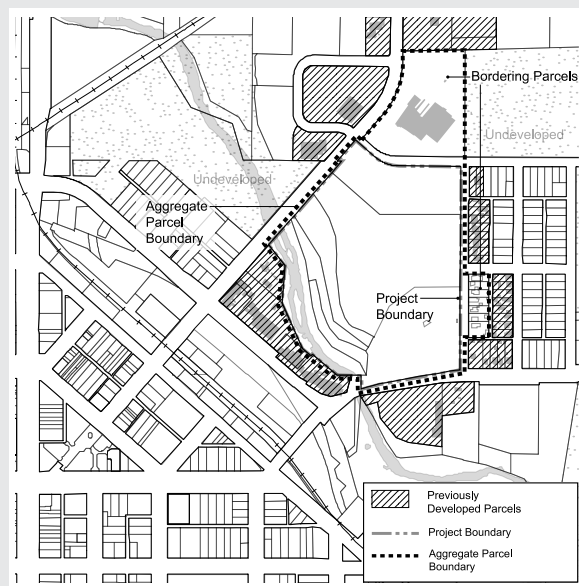 Bordering Parcels
Undeveloped
Undeveloped
Aggregate
Parcel
Boundary
Project
Boundary
Previously
Developed Parcels
Project Boundary
Aggregate Parcel
Boundary